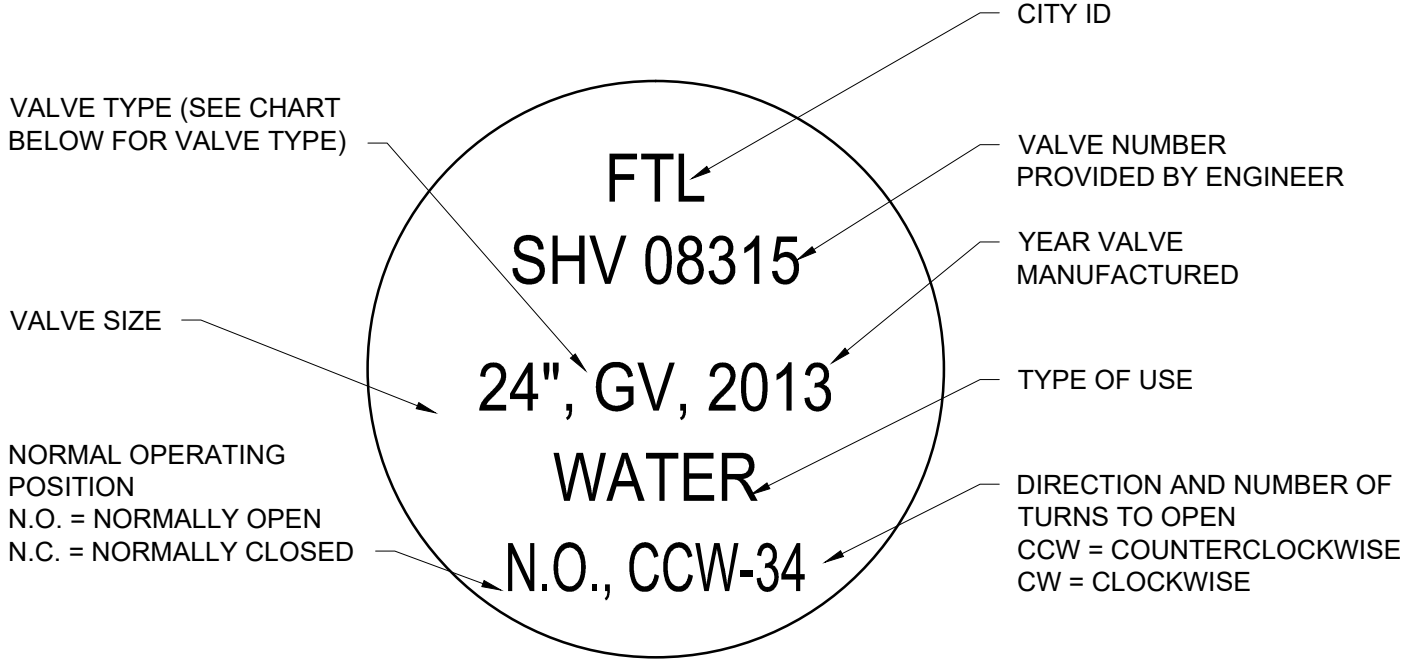 CITY ID
VALVE TYPE (SEE CHART
BELOW FOR VALVE TYPE)
VALVE NUMBER
PROVIDED BY ENGINEER
YEAR VALVE
MANUFACTURED
VALVE SIZE
TYPE OF USE
NORMAL OPERATING
POSITION
N.O. = NORMALLY OPEN
N.C. = NORMALLY CLOSED
DIRECTION AND NUMBER OF
TURNS TO OPEN
CCW = COUNTERCLOCKWISE
CW = CLOCKWISE
FTL
SHV 08315
24", GV, 2013
WATER
N.O., CCW-34